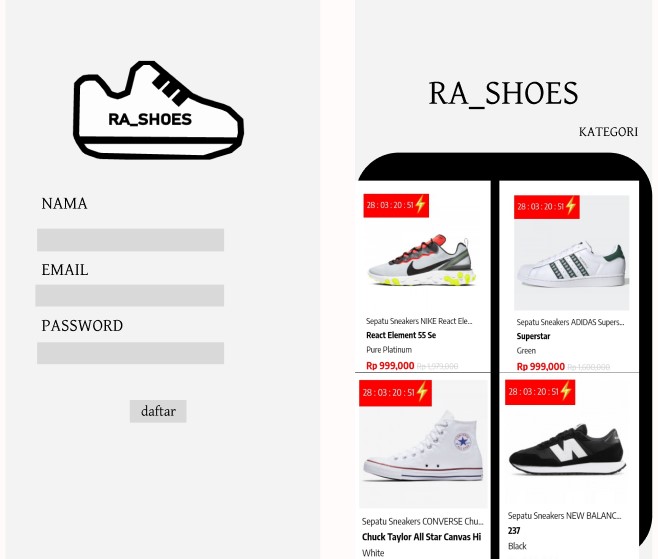 RA_SHOES
NAMA
EMAIL
PASSWORD
daftar
RA_SHOES
KATEGORI
28 : 03 : 20 : 51
28 : 03 : 20 : 51
Sepatu Sneakers NIKE React Ele...
React Element 55 Se
Pure Platinum
Rp 999,000 Rp 1,979,000
Sepatu Sneakers ADIDAS Supers...
Superstar
Green
Rp 999,000 Rp 1,600,000
28 : 03 : 20 : 51
28 : 03 : 20 : 51
Sepatu Sneakers CONVERSE Chu...
Chuck Taylor All Star Canvas Hi
White
Sepatu Sneakers NEW BALANC...
237
Black